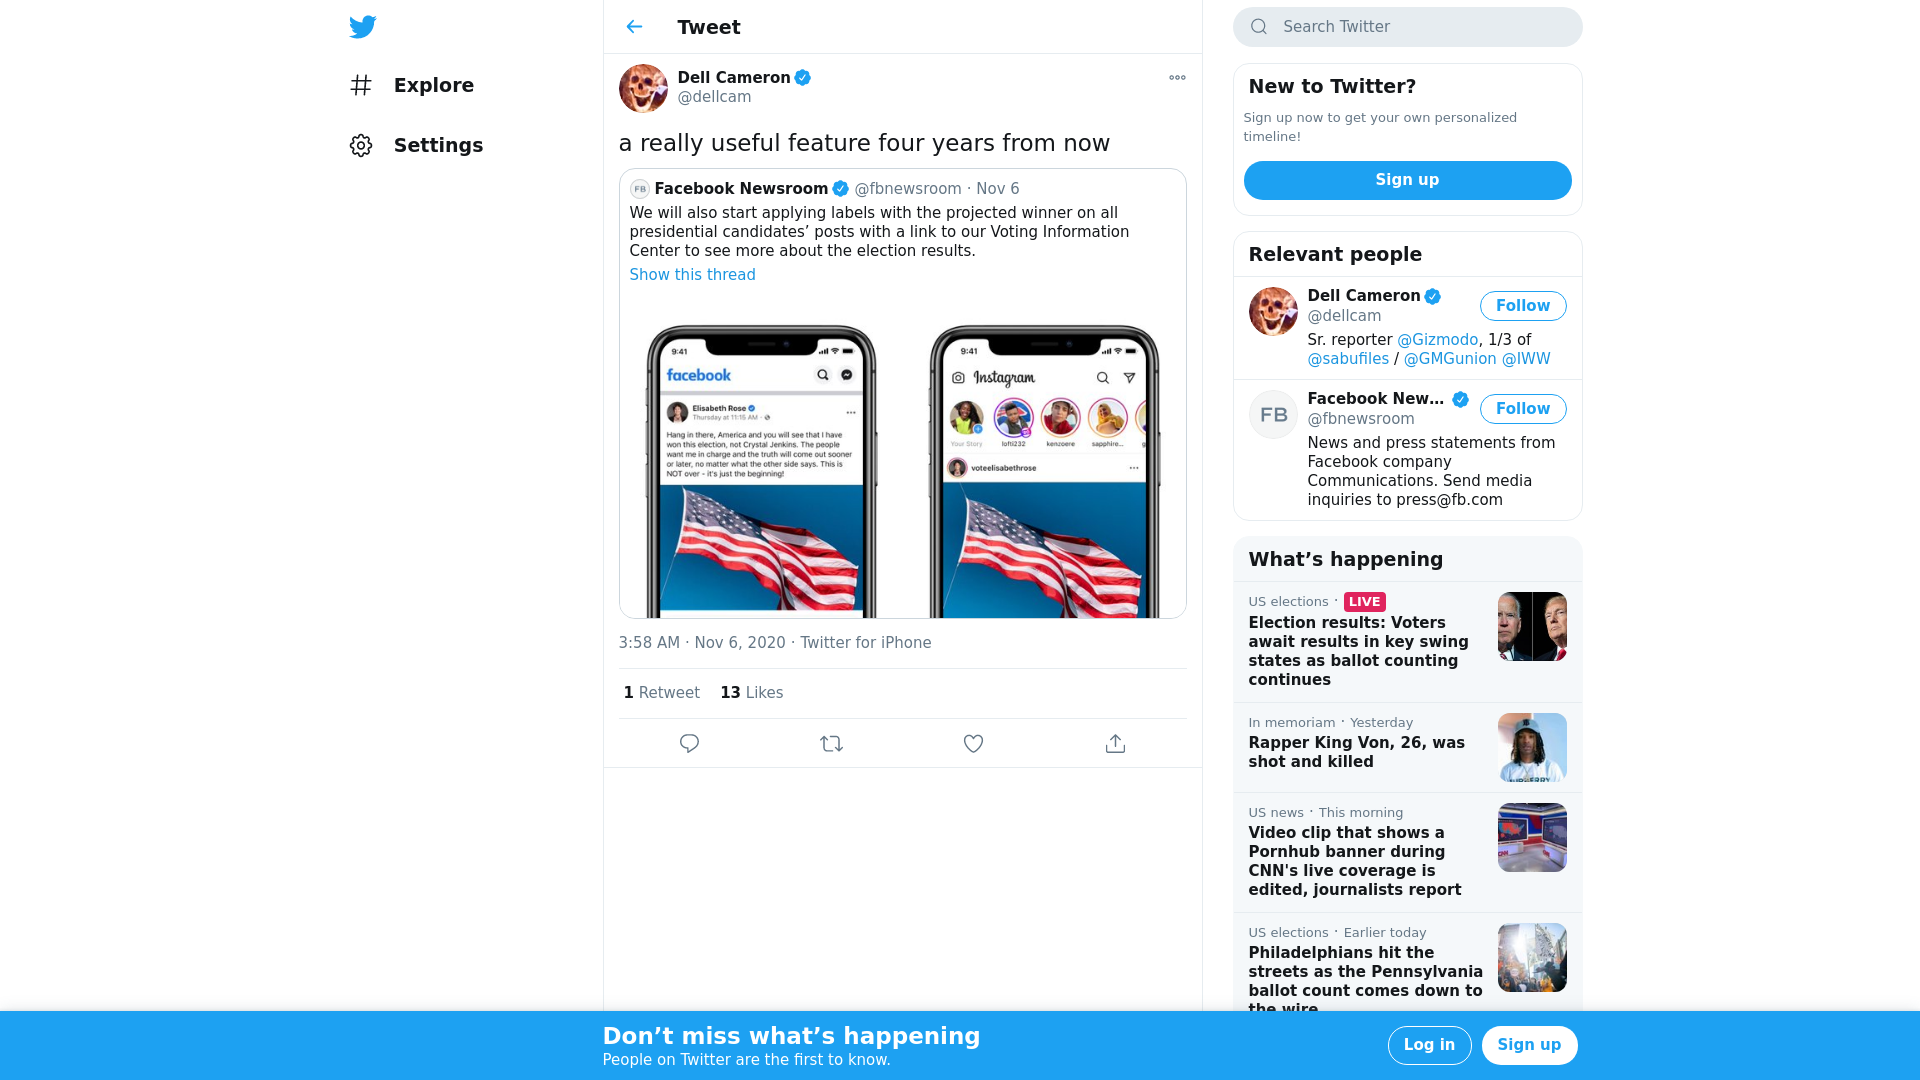 Explore
Settings
Tweet
Dell Cameron
@dellcam
a really useful feature four years from now
FB Facebook Newsroom @fbnewsroom · Nov 6
We will also start applying labels with the projected winner on all
presidential candidates’ posts with a link to our Voting Information
Center to see more about the election results.
Show this thread
9:41
facebook
Elisabeth Rose
Thursday at 11:15 AM ·
Hang in there, America and you will see that I have
won this election, not Crystal Jenkins. The people
want me in charge and the truth will come out sooner
or later, no matter what the other side says. This is
NOT over - it's just the beginning!
9:41
Instagram
Your Story lofti232 kenzoere sapphire...
voteelisabethrose
3:58 AM · Nov 6, 2020 · Twitter for iPhone
1 Retweet 13 Likes
Search Twitter
New to Twitter?
Sign up now to get your own personalized
timeline!
Sign up
Relevant people
Dell Cameron
@dellcam
Follow
Sr. reporter @Gizmodo, 1/3 of
@sabufiles / @GMGunion @IWW
FB
Facebook New...
@fbnewsroom
Follow
News and press statements from
Facebook company
Communications. Send media
inquiries to press@fb.com
What’s happening
US elections · LIVE
Election results: Voters
await results in key swing
states as ballot counting
continues
In memoriam · Yesterday
Rapper King Von, 26, was
shot and killed
US news · This morning
Video clip that shows a
Pornhub banner during
CNN's live coverage is
edited, journalists report
US elections · Earlier today
Philadelphians hit the
streets as the Pennsylvania
ballot count comes down to
the wire
Don’t miss what’s happening
People on Twitter are the first to know.
Log in
Sign up